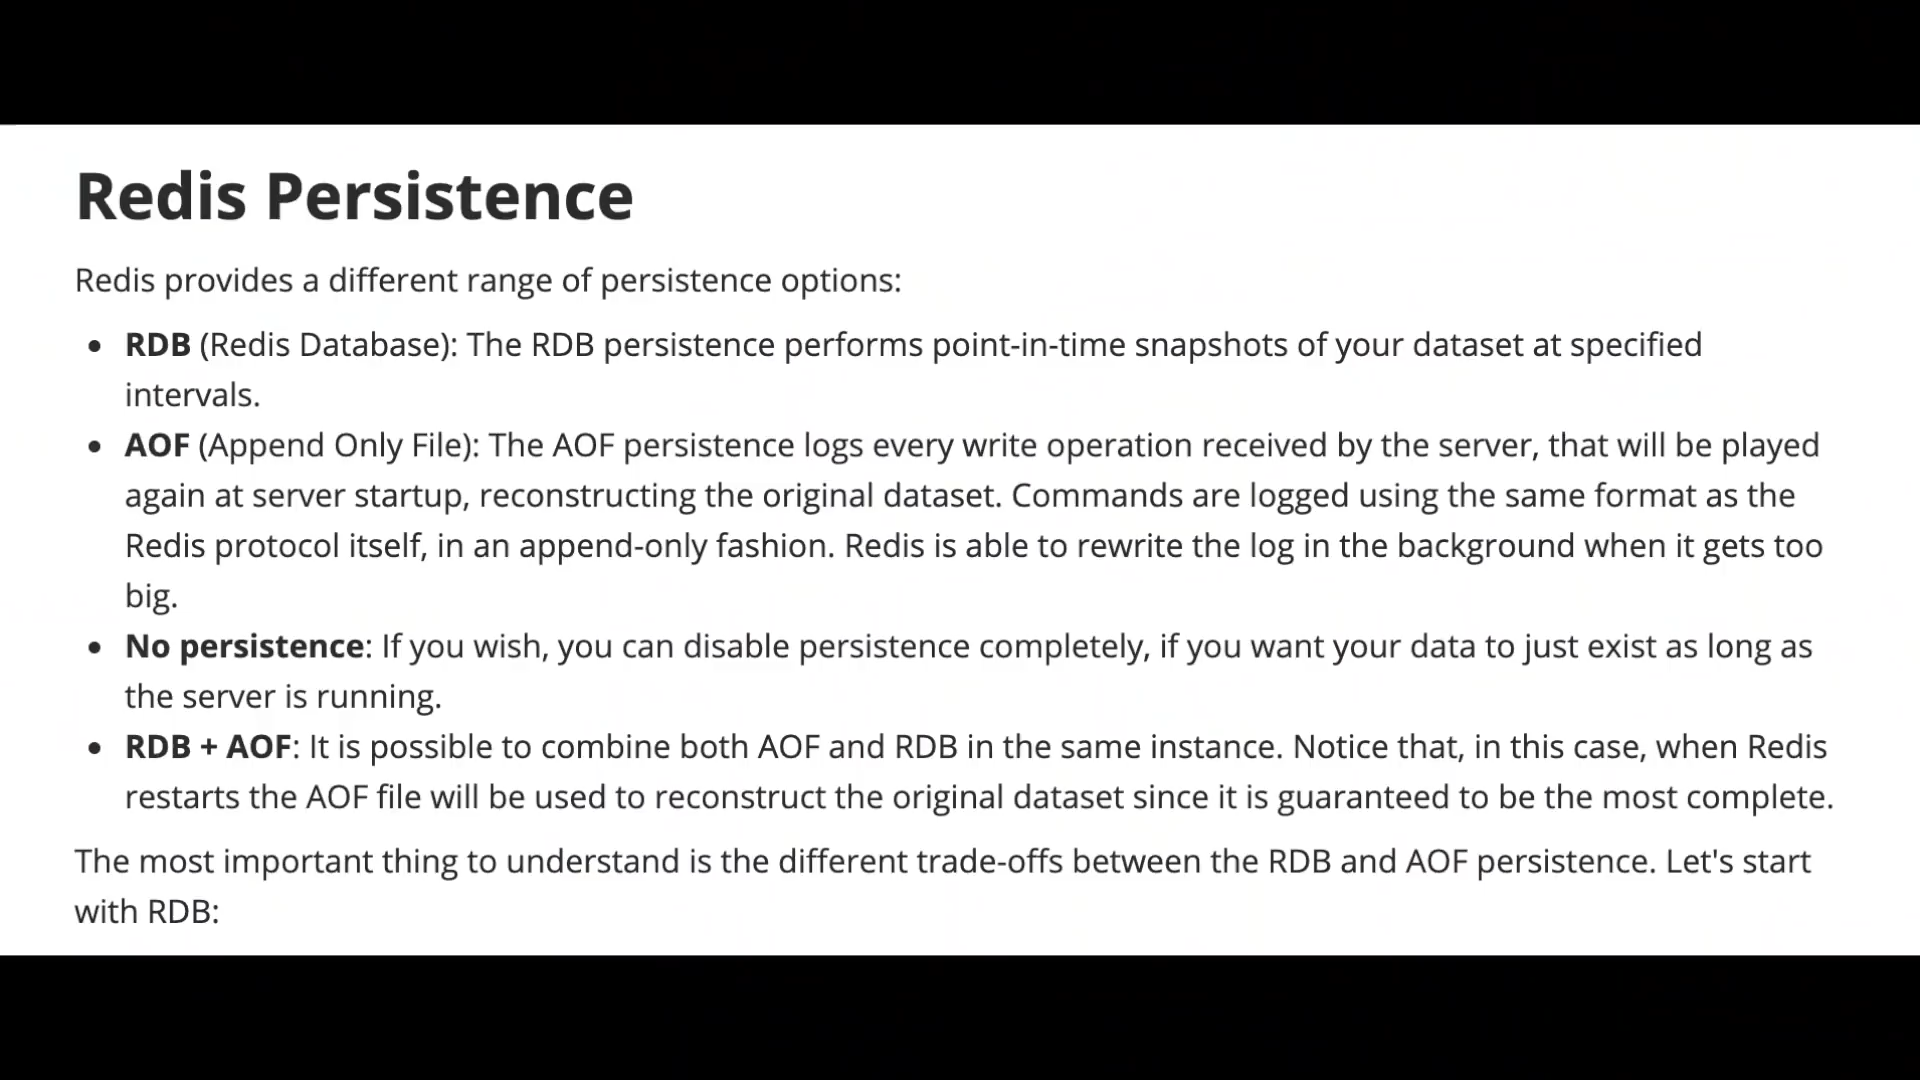 Redis Persistence
Redis provides a different range of persistence options:
• RDB (Redis Database): The RDB persistence performs point-in-time snapshots of your dataset at specified
intervals.
• AOF (Append Only File): The AOF persistence logs every write operation received by the server, that will be played
again at server startup, reconstructing the original dataset. Commands are logged using the same format as the
Redis protocol itself, in an append-only fashion. Redis is able to rewrite the log in the background when it gets too
big.
• No persistence: If you wish, you can disable persistence completely, if you want your data to just exist as long as
the server is running.
• RDB + AOF: It is possible to combine both AOF and RDB in the same instance. Notice that, in this case, when Redis
restarts the AOF file will be used to reconstruct the original dataset since it is guaranteed to be the most complete.
The most important thing to understand is the different trade-offs between the RDB and AOF persistence. Let's start
with RDB: